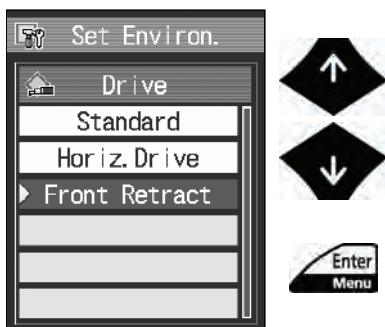 Set Environ.
Drive
Standard
Horiz.Drive
Front Retract
Enter
Menu